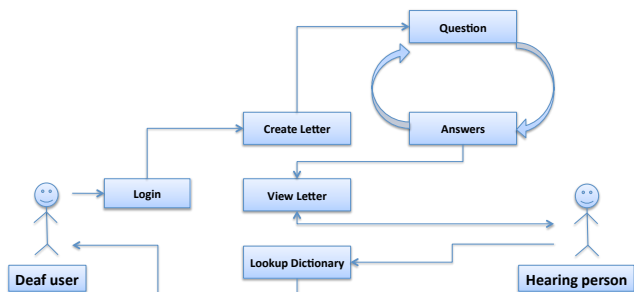 Question
Create Letter
Answers
Login
View Letter
Lookup Dictionary
Deaf user
Hearing person